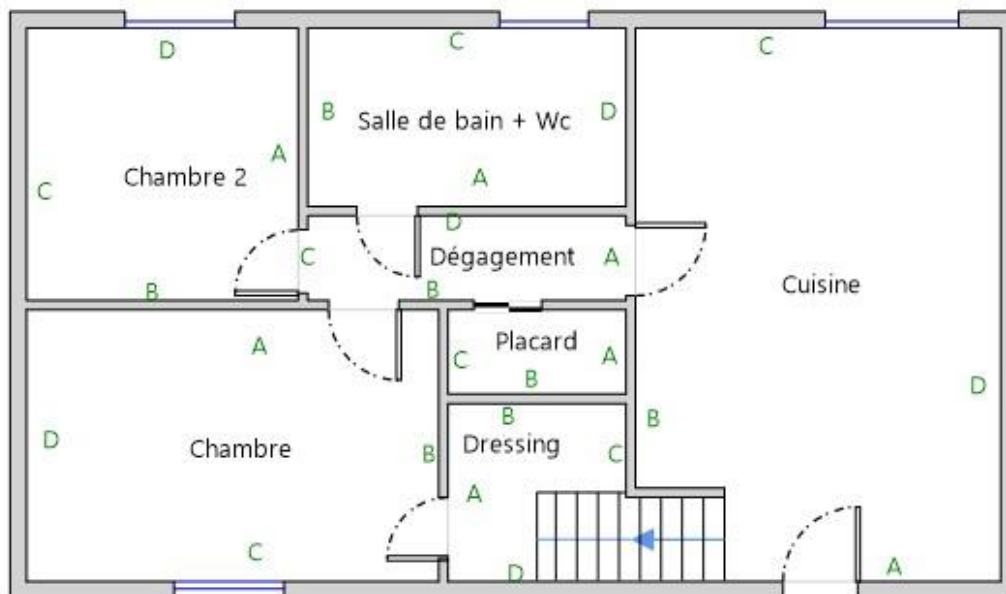 D
C
C
B
D
Salle de bain + Wc
A
Chambre 2
A
C
D
C
Dégagement
A
Cuisine
B
B
A
Placard
C
A
B
D
B
B
D
Dressing
Chambre
B
C
A
C
D
A